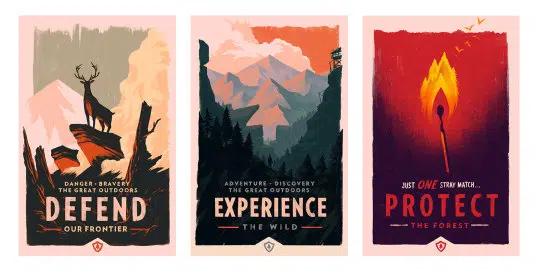 DANGER • BRAVERY
THE GREAT OUTDOORS
DEFEND
OUR FRONTIER
ADVENTURE • DISCOVERY
THE GREAT OUTDOORS
EXPERIENCE
THE WILD
JUST ONE STRAY MATCH...
PROTECT
THE FOREST